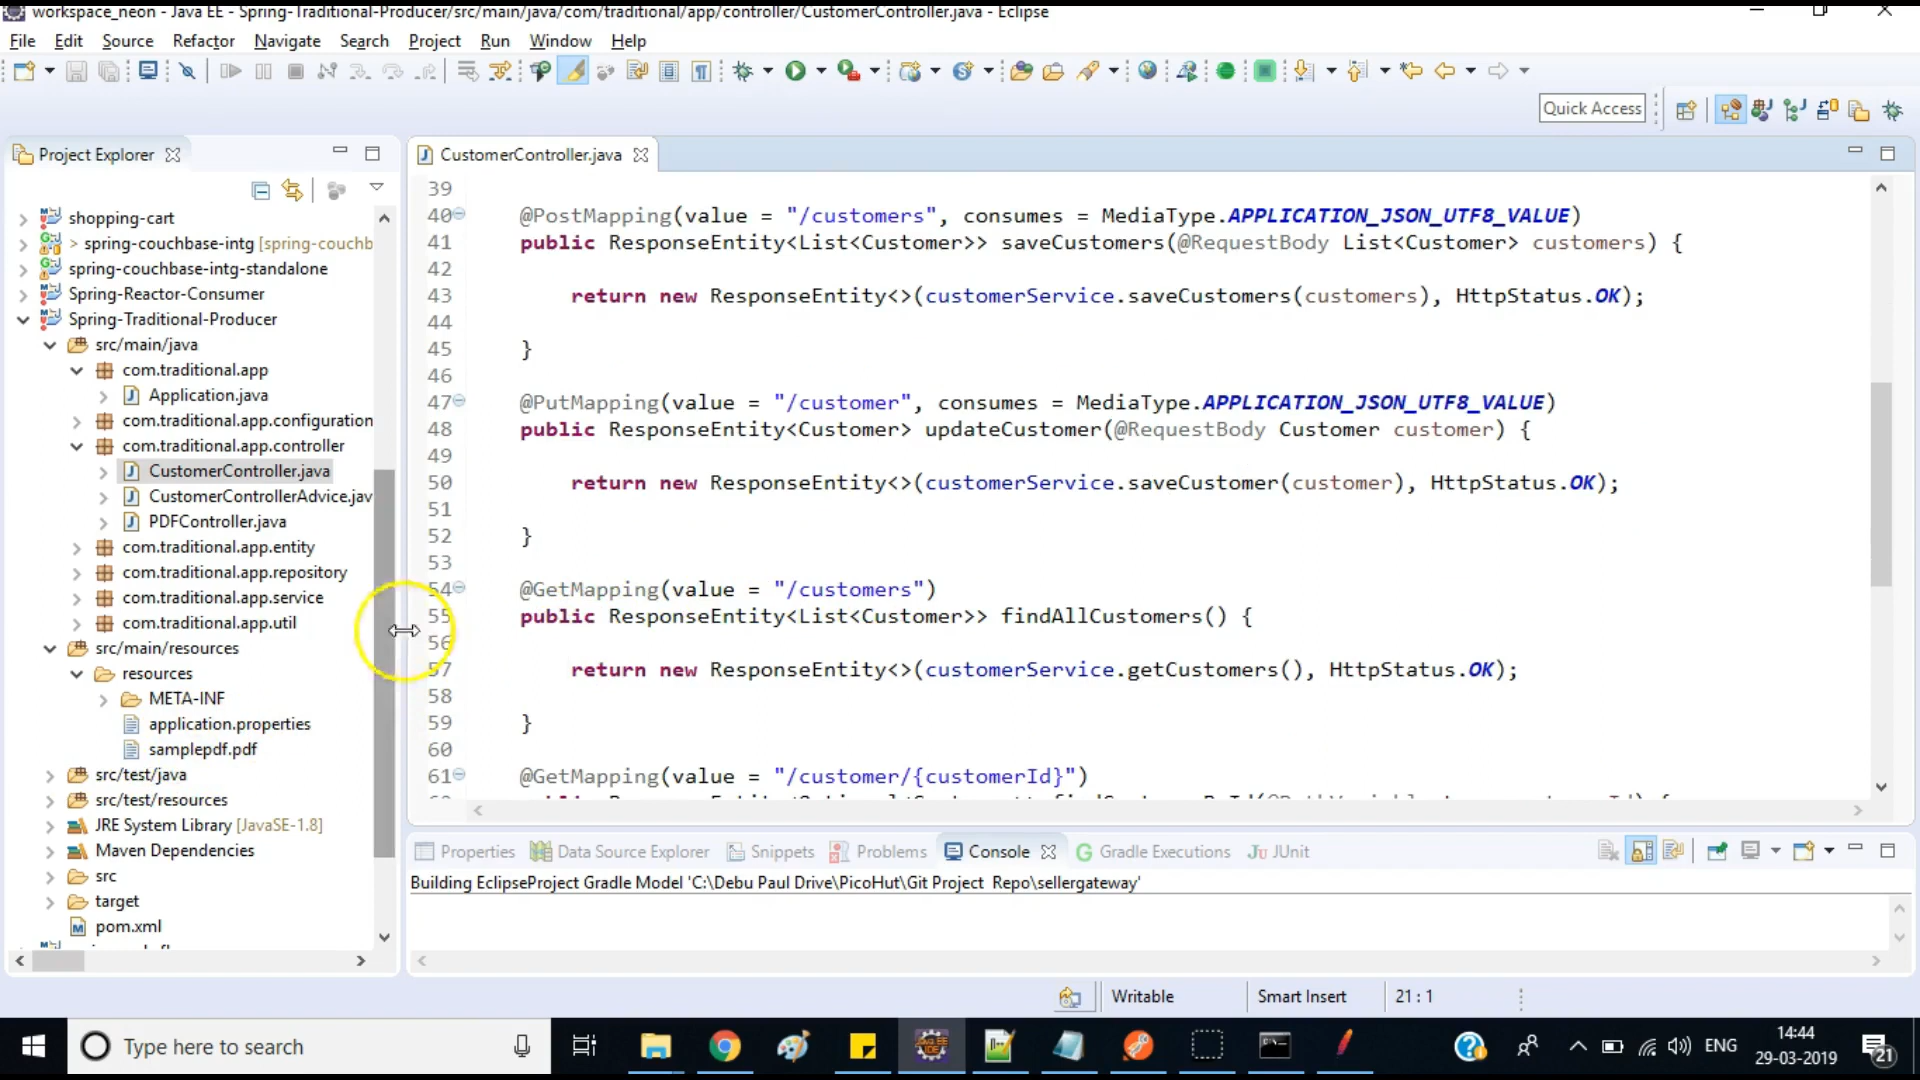 workspace_neon - Java EE - Spring-Traditional-Producer/src/main/java/com/traditional/app/controller/CustomerController.java - Eclipse
File Edit Source Refactor Navigate Search Project Run Window Help
Quick Access
Project Explorer
shopping-cart
> spring-couchbase-intg [spring-couchb
spring-couchbase-intg-standalone
Spring-Reactor-Consumer
Spring-Traditional-Producer
src/main/java
com.traditional.app
Application.java
com.traditional.app.configuration
com.traditional.app.controller
CustomerController.java
CustomerControllerAdvice.jav
PDFController.java
com.traditional.app.entity
com.traditional.app.repository
com.traditional.app.service
com.traditional.app.util
src/main/resources
resources
META-INF
application.properties
samplepdf.pdf
src/test/java
src/test/resources
JRE System Library [JavaSE-1.8]
Maven Dependencies
src
target
pom.xml
CustomerController.java
39
40 @PostMapping(value = "/customers", consumes = MediaType.APPLICATION_JSON_UTF8_VALUE)
41 public ResponseEntity<List<Customer>> saveCustomers(@RequestBody List<Customer> customers) {
42
43 return new ResponseEntity<>(customerService.saveCustomers(customers), HttpStatus.OK);
44
45 }
46
47 @PutMapping(value = "/customer", consumes = MediaType.APPLICATION_JSON_UTF8_VALUE)
48 public ResponseEntity<Customer> updateCustomer(@RequestBody Customer customer) {
49
50 return new ResponseEntity<>(customerService.saveCustomer(customer), HttpStatus.OK);
51
52 }
53
54 @GetMapping(value = "/customers")
55 public ResponseEntity<List<Customer>> findAllCustomers() {
56
57 return new ResponseEntity<>(customerService.getCustomers(), HttpStatus.OK);
58
59 }
60
61 @GetMapping(value = "/customer/{customerId}")
Properties Data Source Explorer Snippets Problems Console Gradle Executions JUnit
Building EclipseProject Gradle Model 'C:\Debu Paul Drive\PicoHut\Git Project Repo\sellergateway'
Writable Smart Insert 21 : 1
Type here to search
ENG
14:44
29-03-2019
21